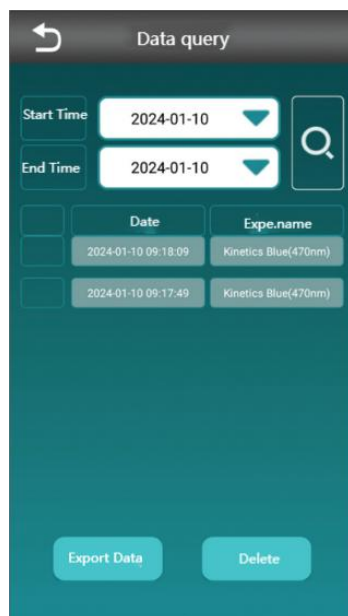 Data query
Start Time 2024-01-10
End Time 2024-01-10
Date Expe.name
2024-01-10 09:18:09 Kinetics Blue(470nm)
2024-01-10 09:17:49 Kinetics Blue(470nm)
Export Data Delete